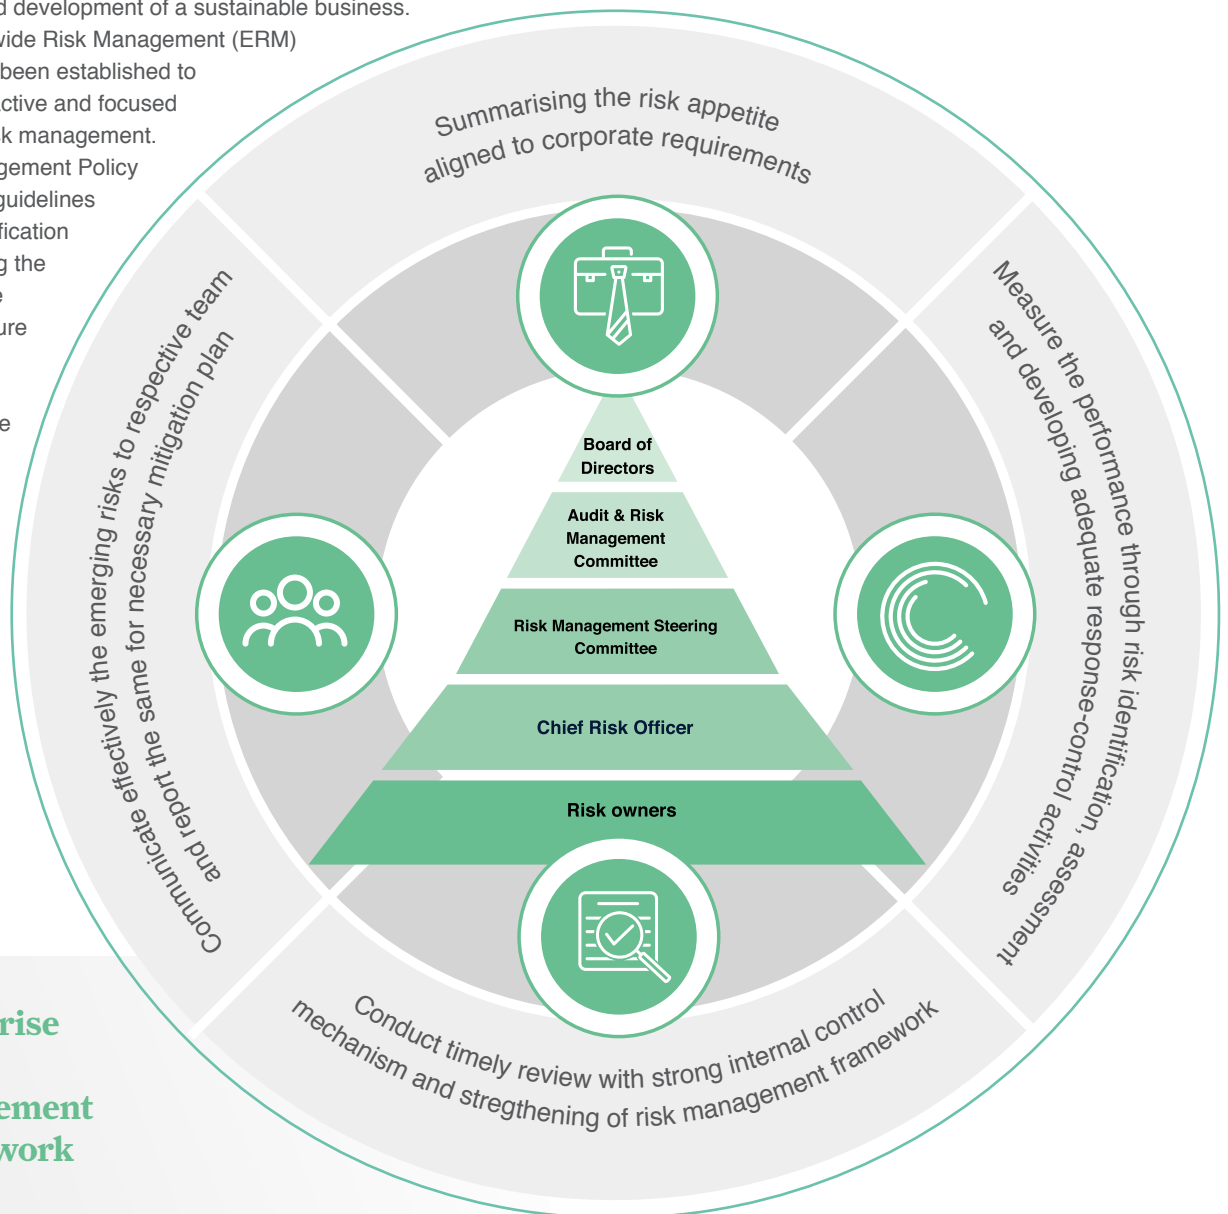 d development of a sustainable business.
wide Risk Management (ERM)
been established to
active and focused
sk management.
gement Policy
guidelines
fication
g the
e
ure
e
Summarising the risk appetite
aligned to corporate requirements
Measure the performance through risk identification, assessment
and developing adequate response-control activities
Conduct timely review with strong internal control
mechanism and stregthening of risk management framework
Communicate effectively the emerging risks to respective team
and report the same for necessary mitigation plan
Board of
Directors
Audit & Risk
Management
Committee
Risk Management Steering
Committee
Chief Risk Officer
Risk owners
rise
ement
work